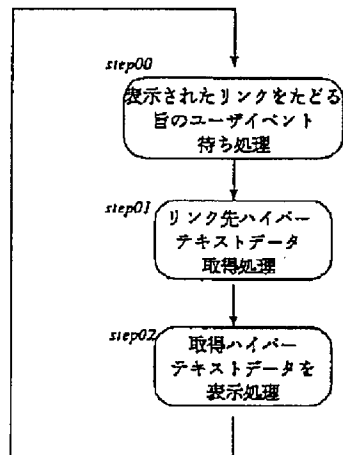 step00
表示されたリンクをたどる
旨のユーザイベント
待ち処理
step01
リンク先ハイパー
テキストデータ
取得処理
step02
取得ハイパー
テキストデータを
表示処理